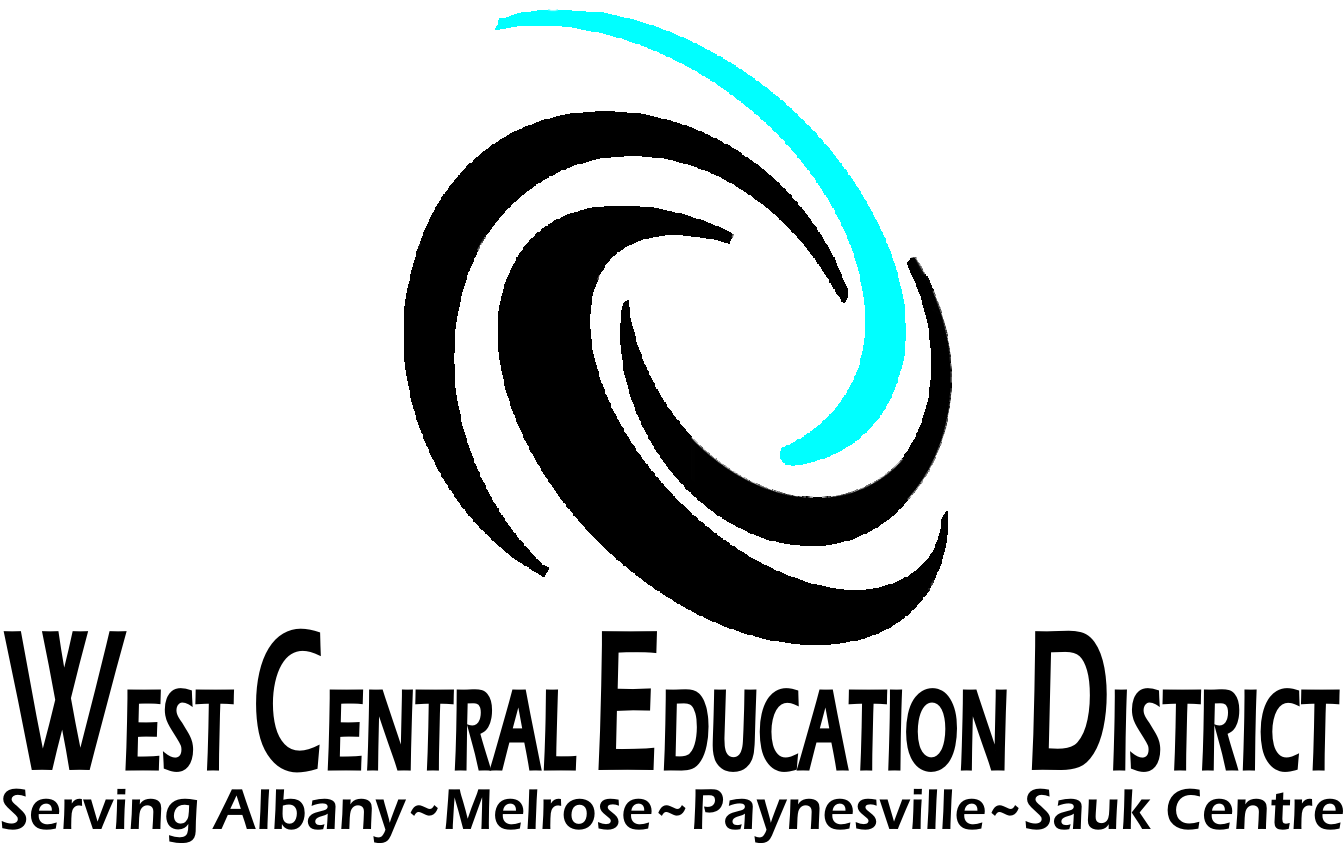 WEST CENTRAL EDUCATION DISTRICT
Serving Albany~Melrose~Paynesville~Sauk Centre